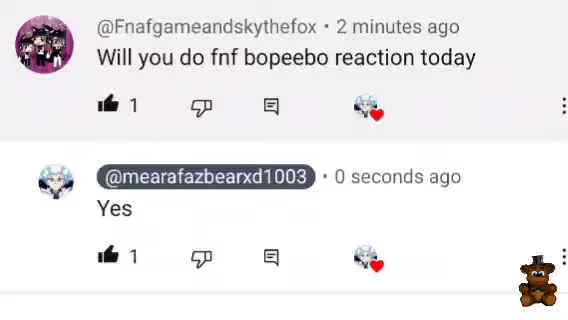 @Fnafgameandskythefox • 2 minutes ago
Will you do fnf bopeebo reaction today
1
@mearafazbearxd1003 • 0 seconds ago
Yes
1